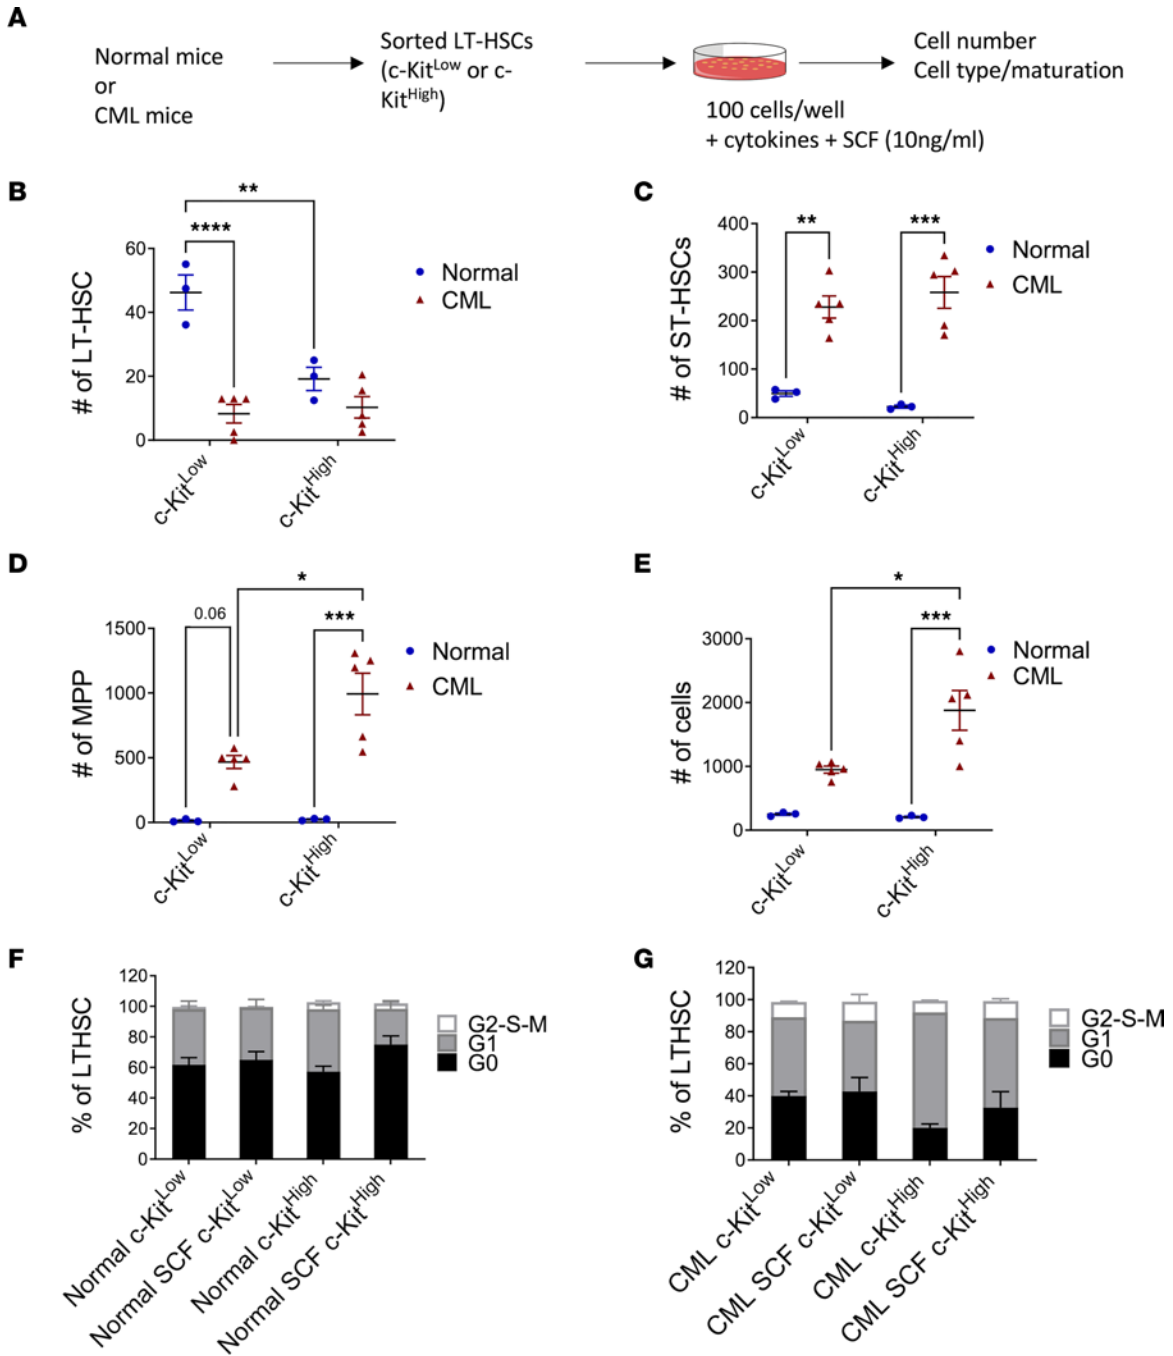 A
Normal mice
or
CML mice
Sorted LT-HSCs
(c-Kit^Low or c-
Kit^High)
100 cells/well
+ cytokines + SCF (10ng/ml)
Cell number
Cell type/maturation
B
# of LT-HSC
60
40
20
0
**
****
c-Kit^Low
c-Kit^High
Normal
CML
C
# of ST-HSCs
400
300
200
100
0
**
***
c-Kit^Low
c-Kit^High
Normal
CML
D
# of MPP
1500
1000
500
0
0.06
*
***
c-Kit^Low
c-Kit^High
Normal
CML
E
# of cells
3000
2000
1000
0
*
***
c-Kit^Low
c-Kit^High
Normal
CML
F
% of LTHSC
120
100
80
60
40
20
0
Normal c-Kit^Low
Normal SCF c-Kit^Low
Normal c-Kit^High
Normal SCF c-Kit^High
G2-S-M
G1
G0
G
% of LTHSC
120
100
80
60
40
20
0
CML c-Kit^Low
CML SCF c-Kit^Low
CML c-Kit^High
CML SCF c-Kit^High
G2-S-M
G1
G0